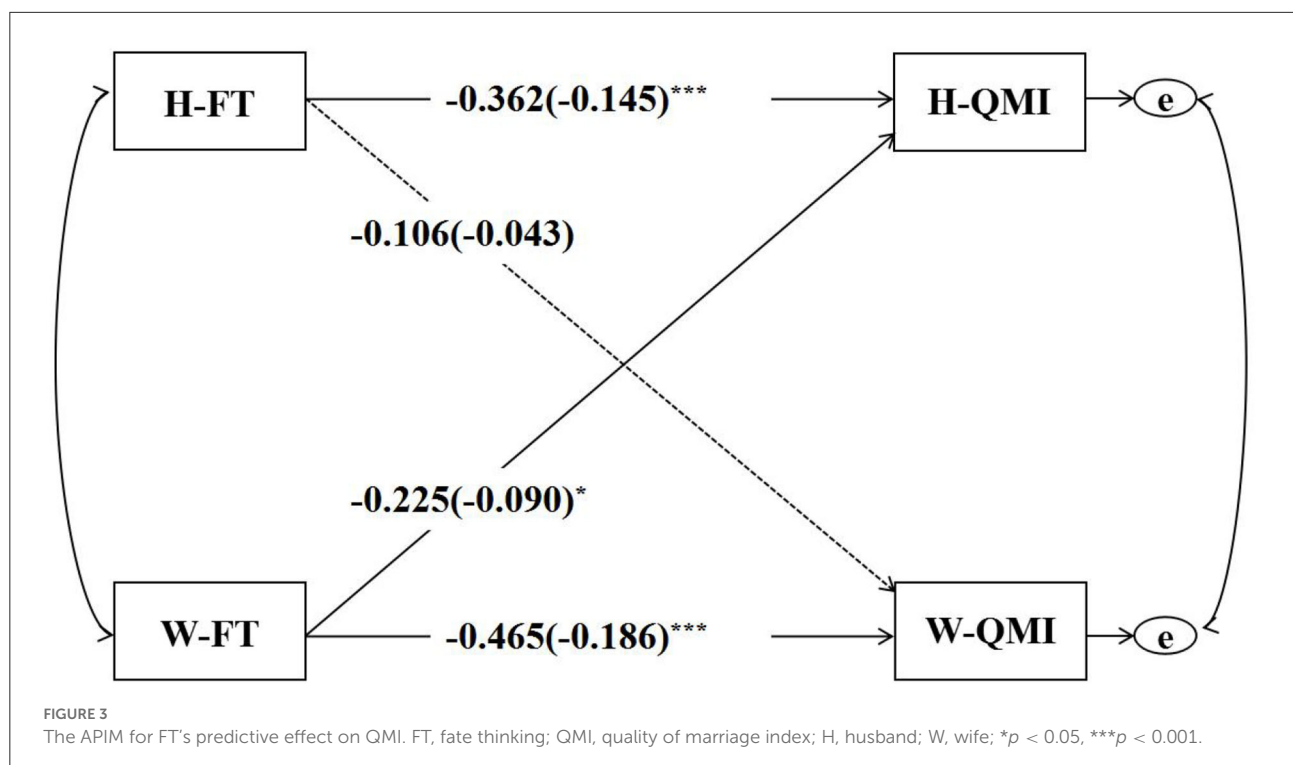 H-FT
-0.362(-0.145)***
H-QMI
e
-0.106(-0.043)
-0.225(-0.090)*
W-FT
-0.465(-0.186)***
W-QMI
e
FIGURE 3
The APIM for FT's predictive effect on QMI. FT, fate thinking; QMI, quality of marriage index; H, husband; W, wife; *p < 0.05, ***p < 0.001.